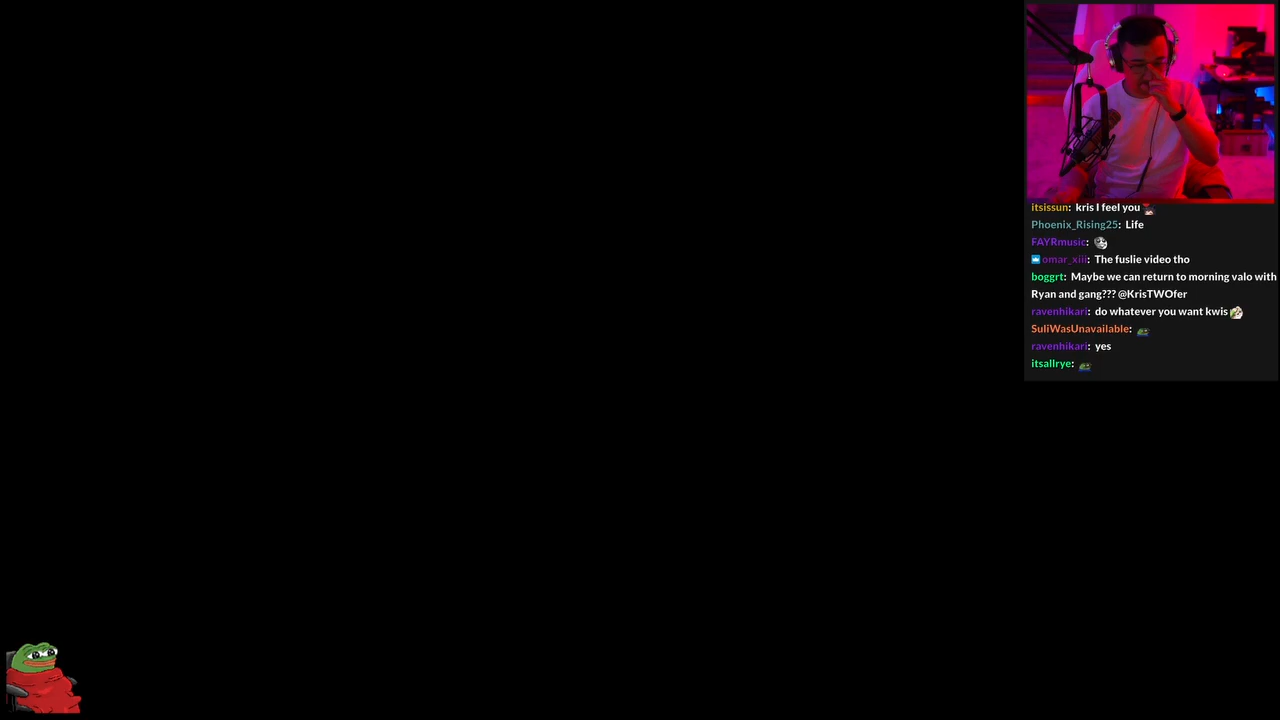 itsissun: kris I feel you
Phoenix_Rising25: Life
FAYRmusic:
omar_xiii: The fuslie video tho
boggrt: Maybe we can return to morning valo with
Ryan and gang??? @KrisTWOfer
ravenhikari: do whatever you want kwis
SuliWasUnavailable:
ravenhikari: yes
itsallrye: